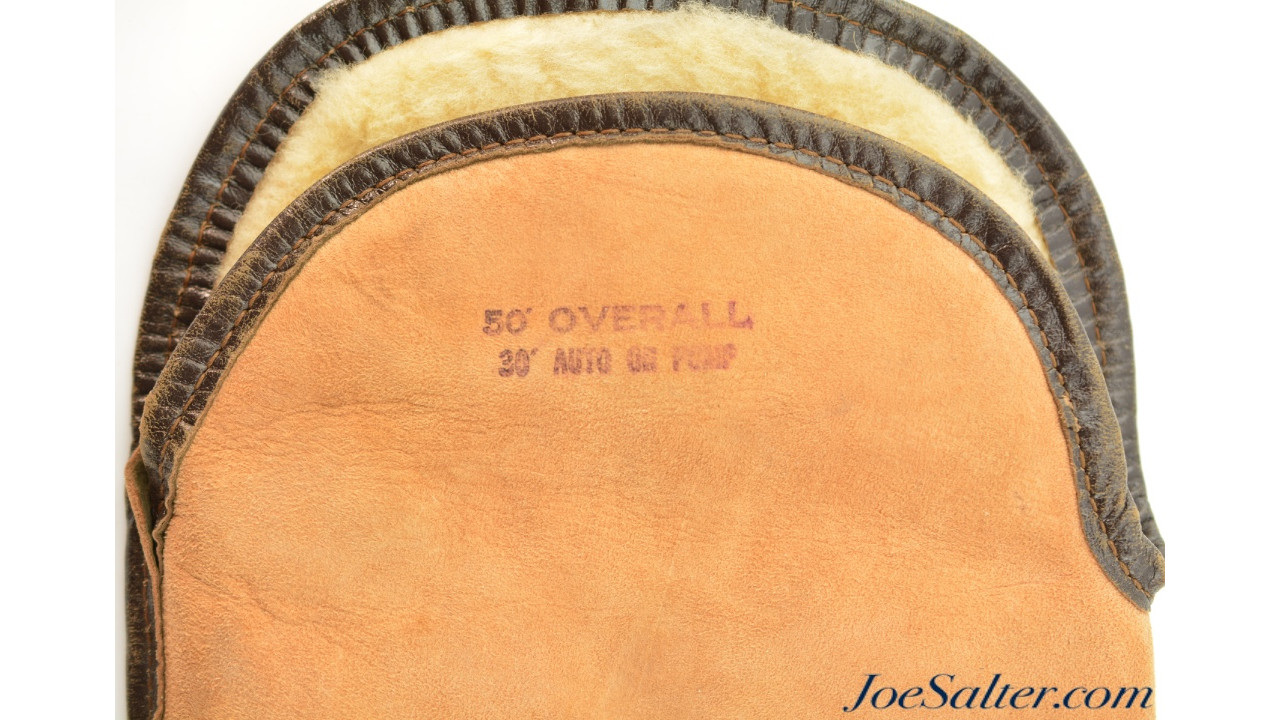 50' OVERALL
30' AUTO OR PUMP
JoeSalter.com